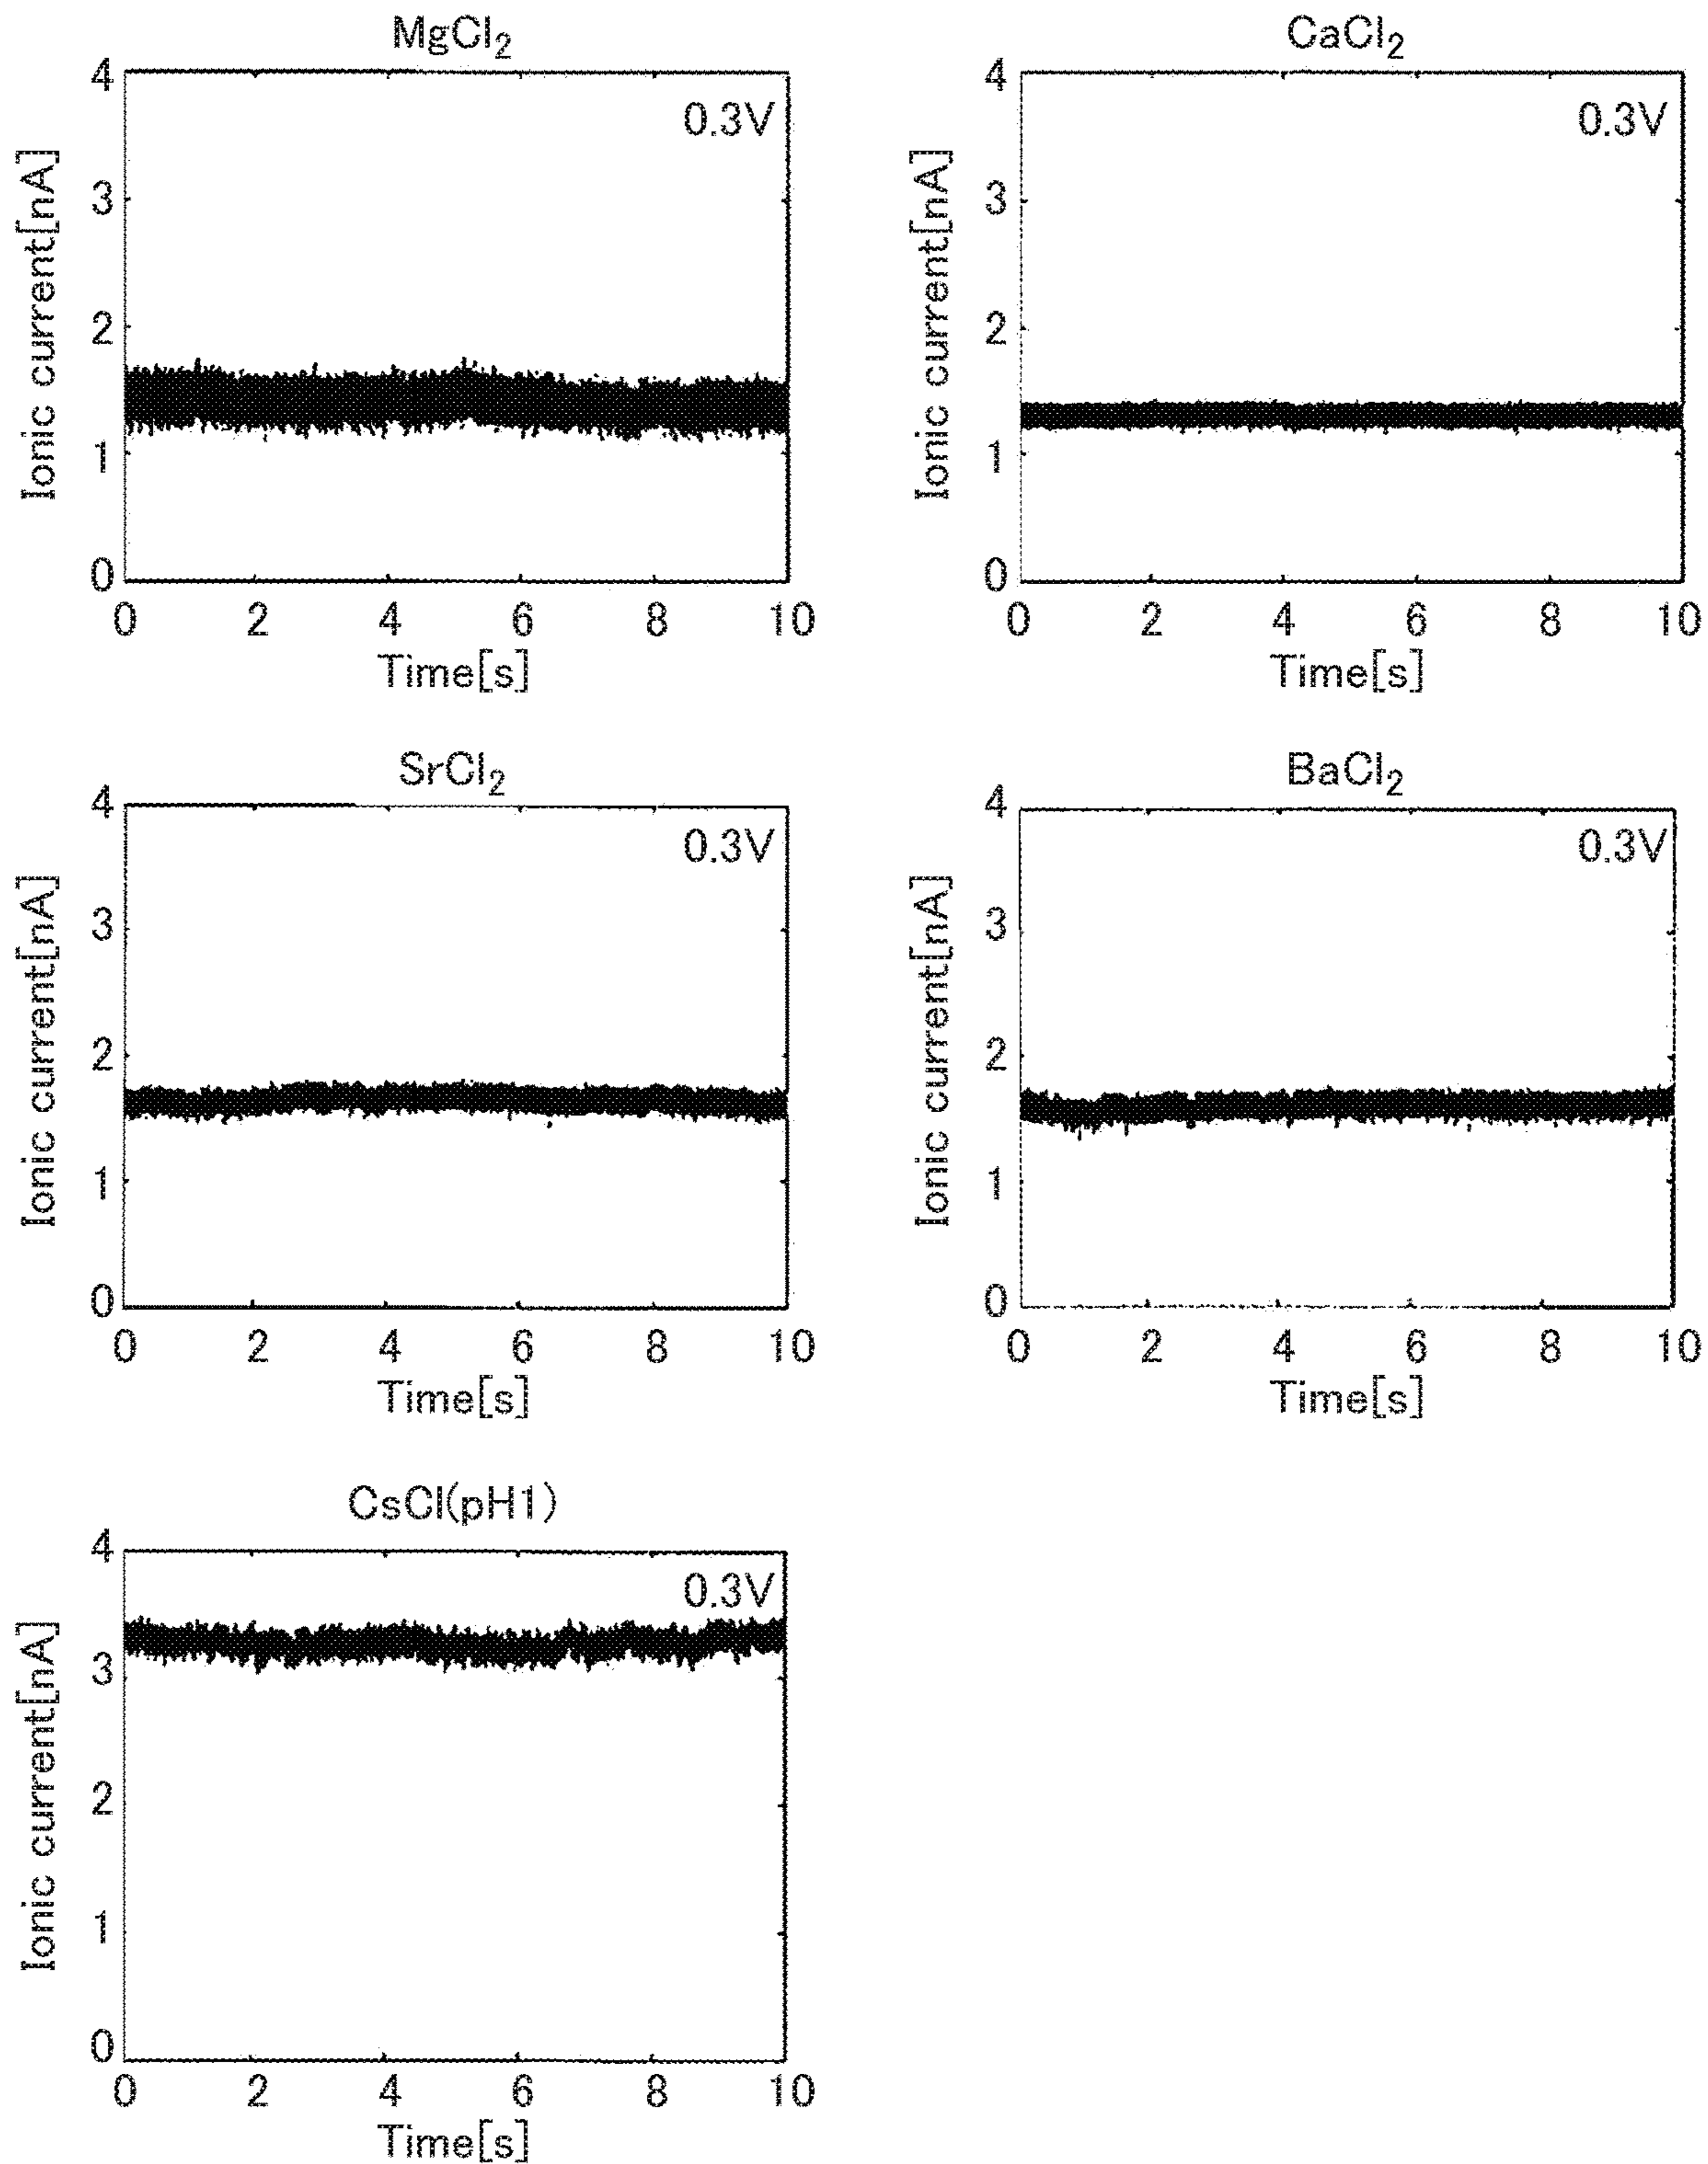 MgCl₂
0.3V
Ionic current[nA]
4
3
2
1
0
0 2 4 6 8 10
Time[s]
CaCl₂
0.3V
Ionic current[nA]
4
3
2
1
0
0 2 4 6 8 10
Time[s]
SrCl₂
0.3V
Ionic current[nA]
4
3
2
1
0
0 2 4 6 8 10
Time[s]
BaCl₂
0.3V
Ionic current[nA]
4
3
2
1
0
0 2 4 6 8 10
Time[s]
CsCl(pH1)
0.3V
Ionic current[nA]
4
3
2
1
0
0 2 4 6 8 10
Time[s]